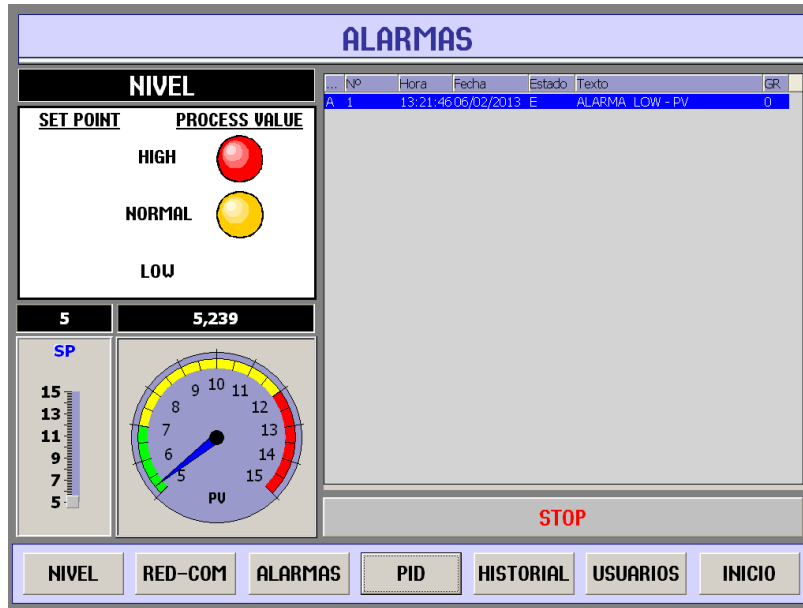 ALARMAS
NIVEL
SET POINT PROCESS VALUE
HIGH
NORMAL
LOW
5 5,239
SP
15
13
11
9
7
5
5 6 7 8 9 10 11 12 13 14 15
PV
... Nº Hora Fecha Estado Texto GR
A 1 13:21:46 06/02/2013 E ALARMA LOW - PV 0
STOP
NIVEL RED-COM ALARMAS PID HISTORIAL USUARIOS INICIO